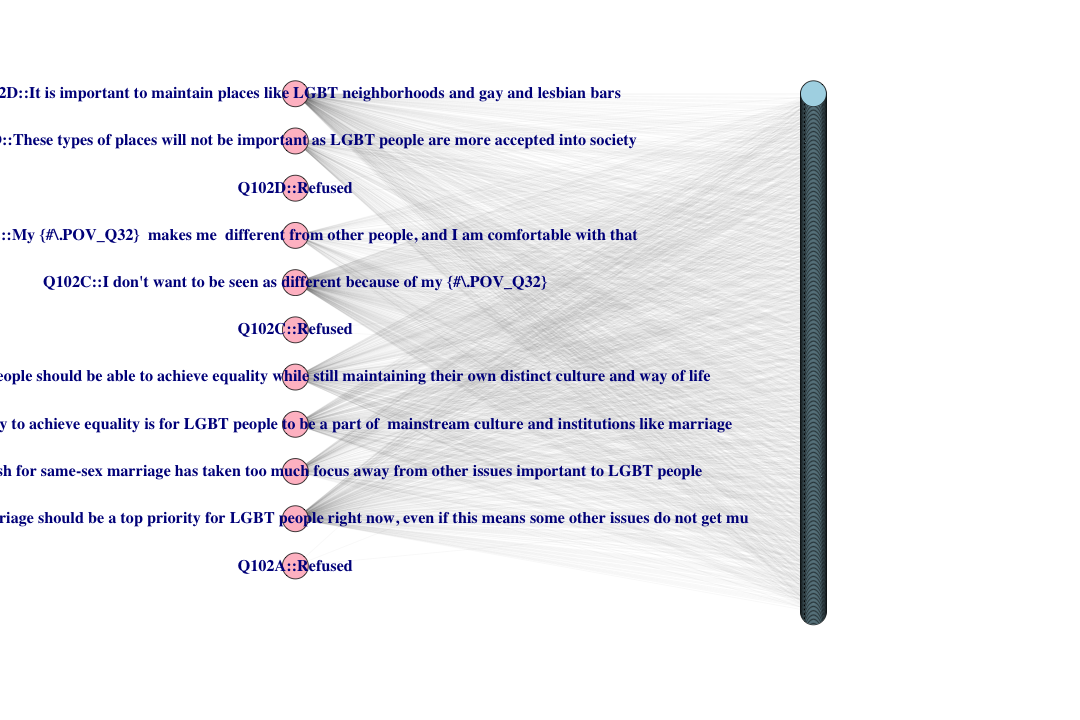 2D::It is important to maintain places like LGBT neighborhoods and gay and lesbian bars
::These types of places will not be important as LGBT people are more accepted into society
Q102D::Refused
::My {#\.POV_Q32}  makes me  different from other people, and I am comfortable with that
Q102C::I don't want to be seen as different because of my {#\.POV_Q32}
Q102C::Refused
eople should be able to achieve equality while still maintaining their own distinct culture and way of life
y to achieve equality is for LGBT people to be a part of  mainstream culture and institutions like marriage
sh for same-sex marriage has taken too much focus away from other issues important to LGBT people
riage should be a top priority for LGBT people right now, even if this means some other issues do not get mu
Q102A::Refused